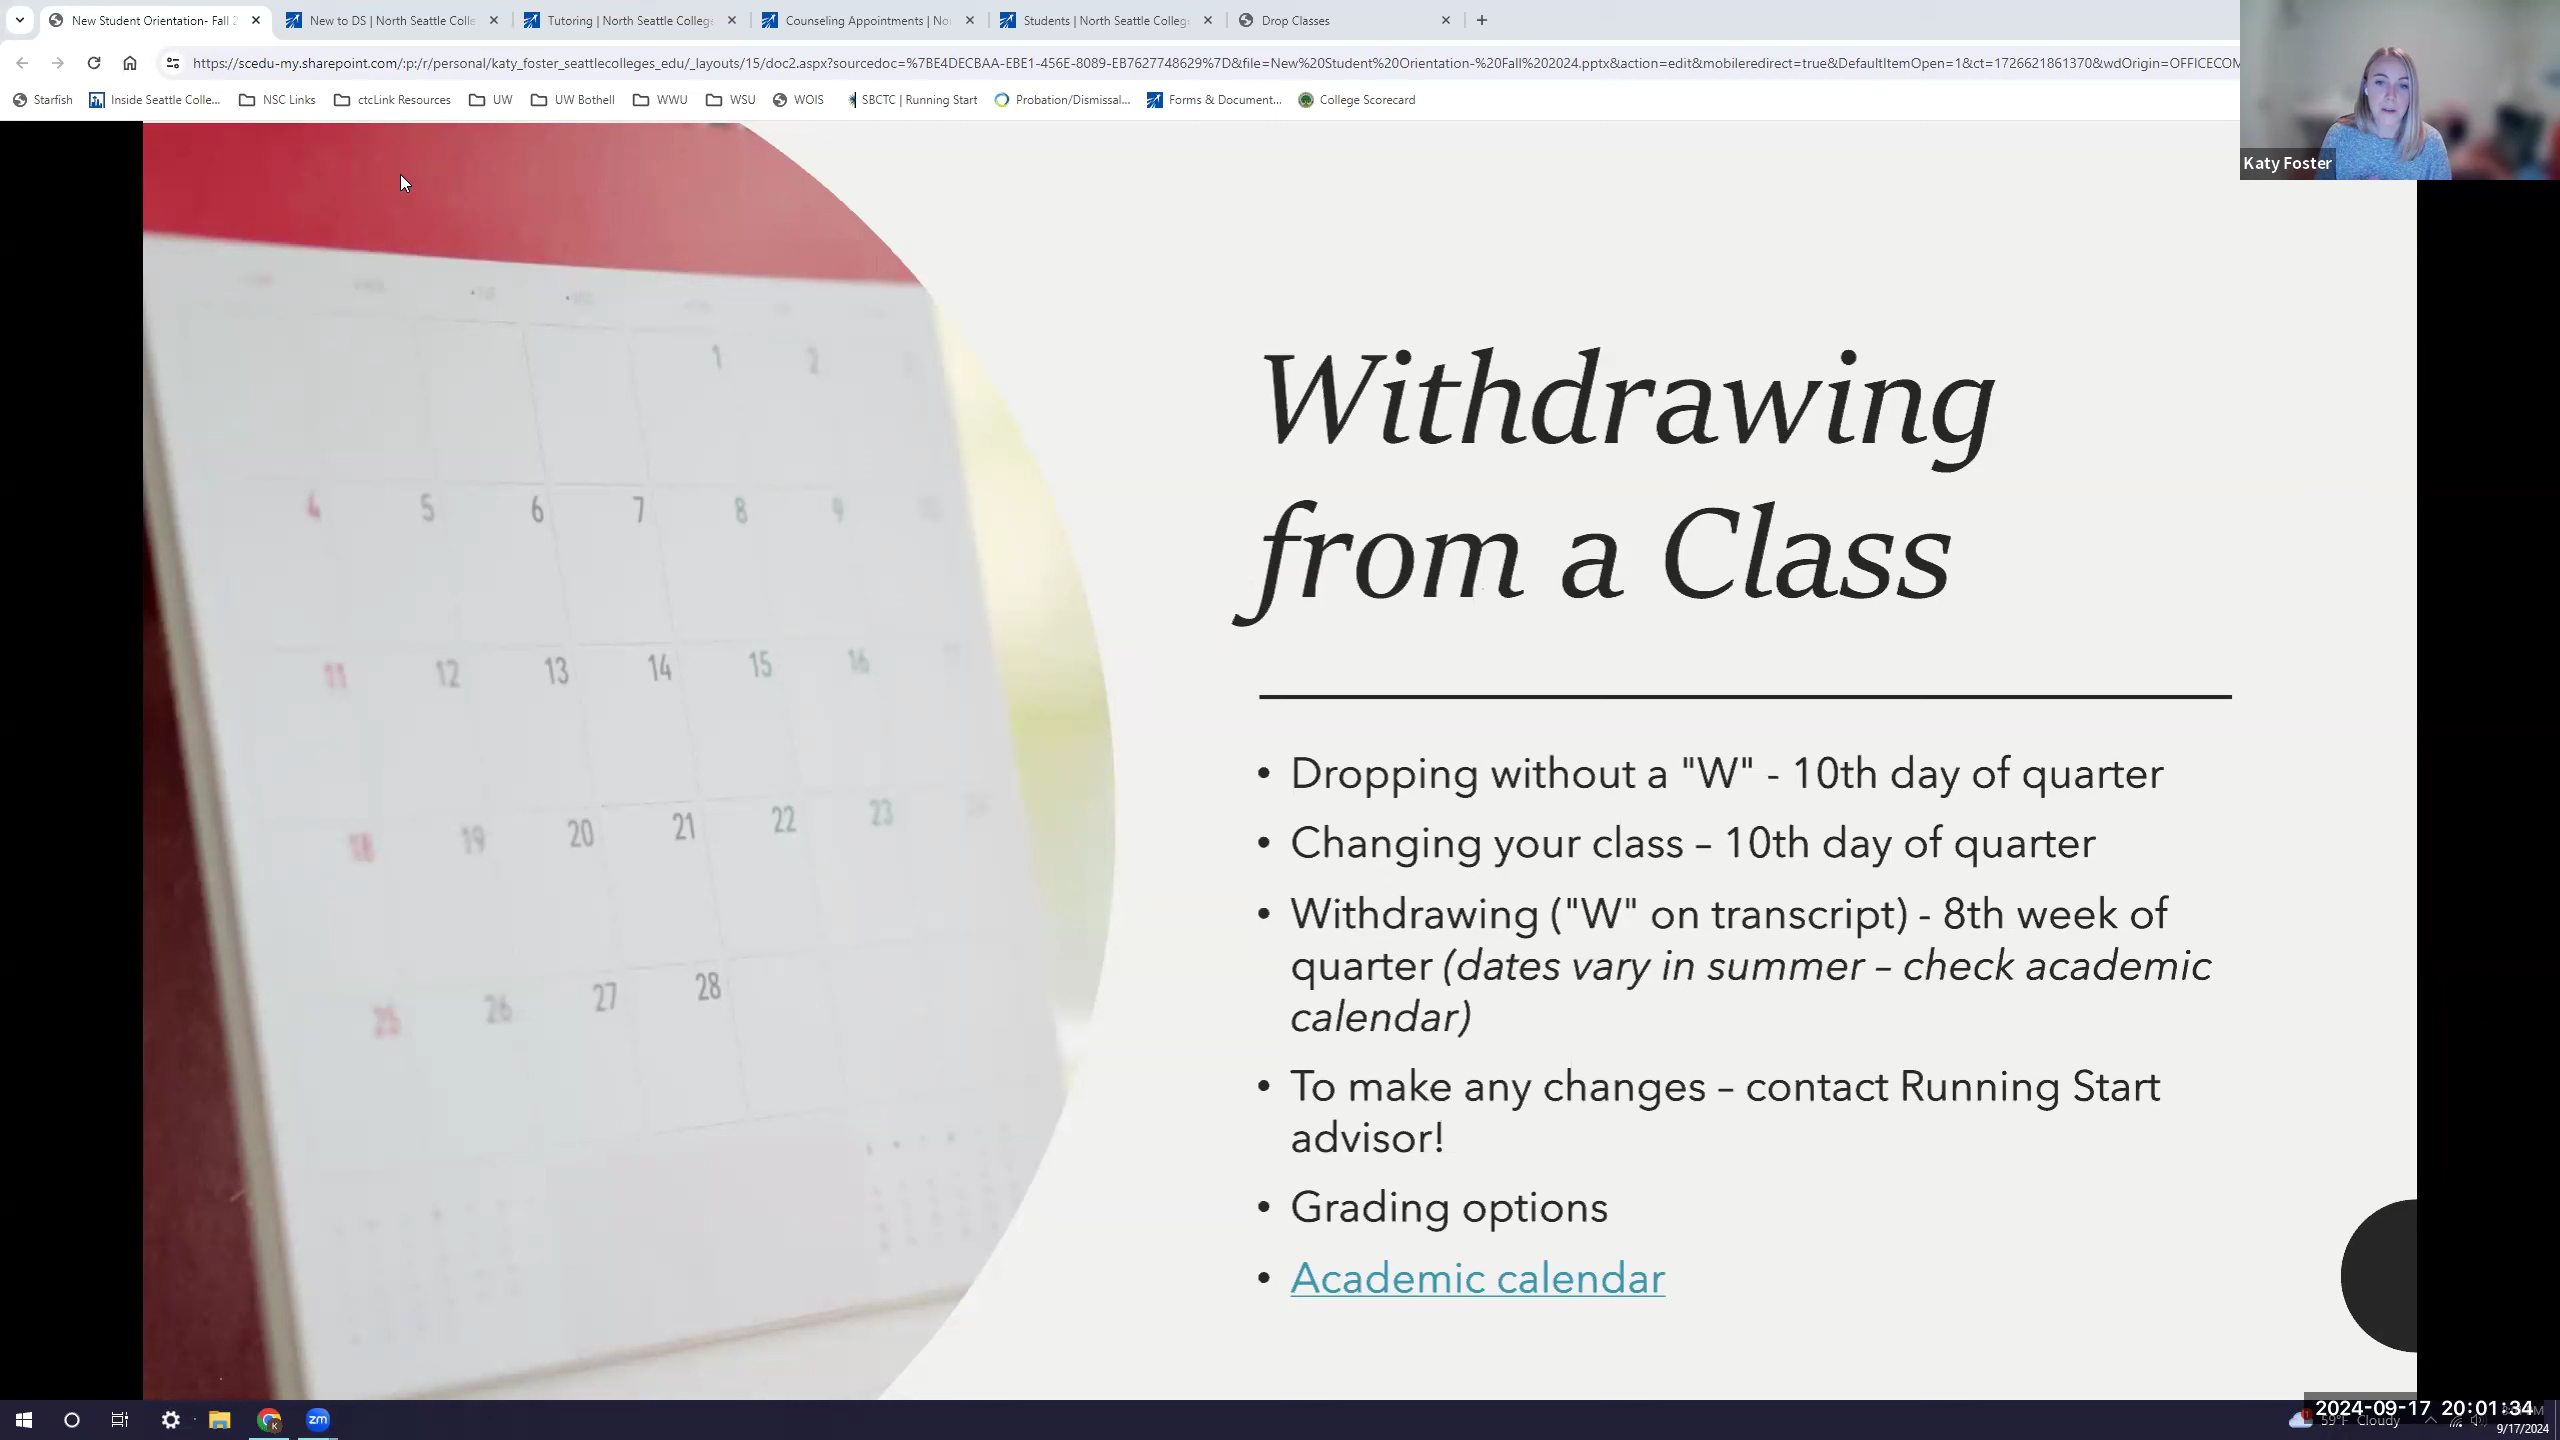 New Student Orientation- Fall 2
New to DS | North Seattle Colle
Tutoring | North Seattle College
Counseling Appointments | No
Students | North Seattle College
Drop Classes
https://scedu-my.sharepoint.com/:p:/r/personal/katy_foster_seattlecolleges_edu/_layouts/15/doc2.aspx?sourcedoc=%7BE4DECBAA-EBE1-456E-8089-EB7627748629%7D&file=New%20Student%20Orientation-%20Fall%202024.pptx&action=edit&mobileredirect=true&DefaultItemOpen=1&ct=1726621861370&wdOrigin=OFFICECOM
Starfish
Inside Seattle Colle...
NSC Links
ctcLink Resources
UW
UW Bothell
WWU
WSU
WOIS
SBCTC | Running Start
Probation/Dismissal...
Forms & Document...
College Scorecard
Katy Foster
1 2
4 5 6 7 8 9
11 12 13 14 15 16
18 19 20 21 22 23
25 26 27 28
Withdrawing
from a Class
• Dropping without a "W" - 10th day of quarter
• Changing your class – 10th day of quarter
• Withdrawing ("W" on transcript) - 8th week of
quarter (dates vary in summer – check academic
calendar)
• To make any changes – contact Running Start
advisor!
• Grading options
• Academic calendar
zm
59°F Cloudy
2024-09-17 20:01:34
9/17/2024